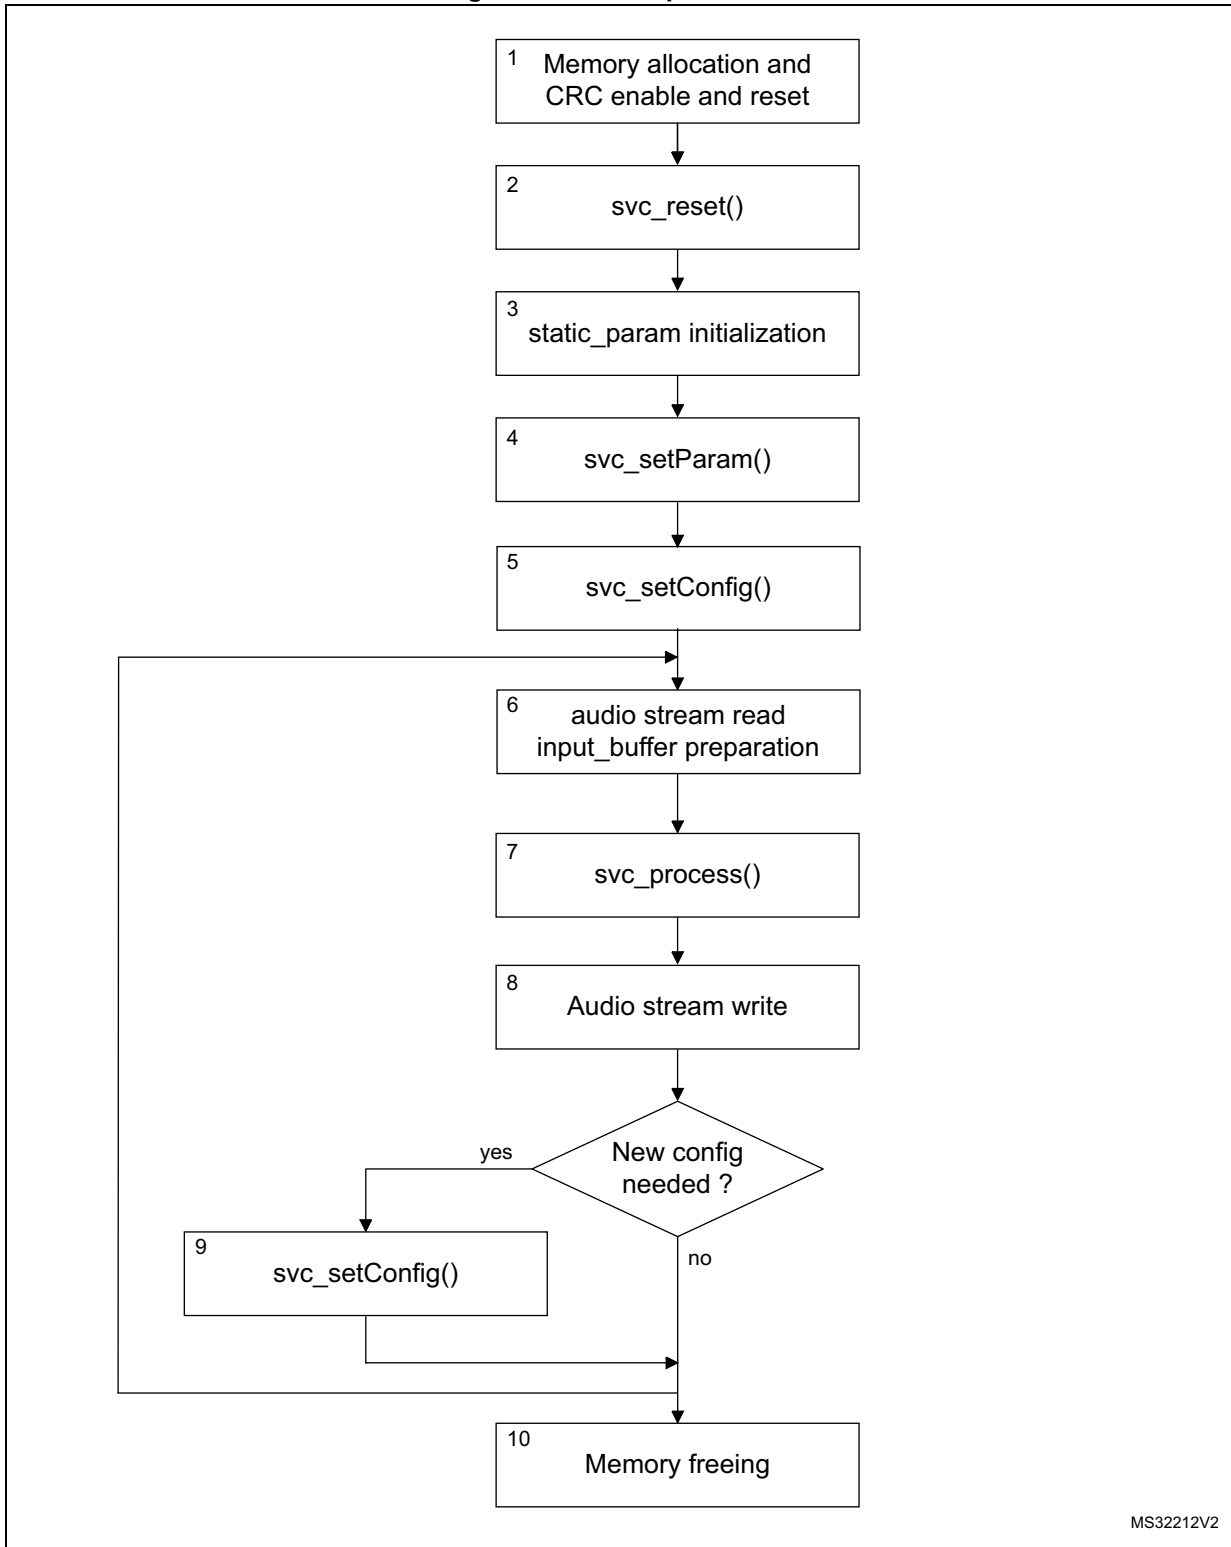 1
Memory allocation and
CRC enable and reset
2
svc_reset()
3
static_param initialization
4
svc_setParam()
5
svc_setConfig()
6
audio stream read
input_buffer preparation
7
svc_process()
8
Audio stream write
yes
New config
needed ?
no
9
svc_setConfig()
10
Memory freeing
MS32212V2